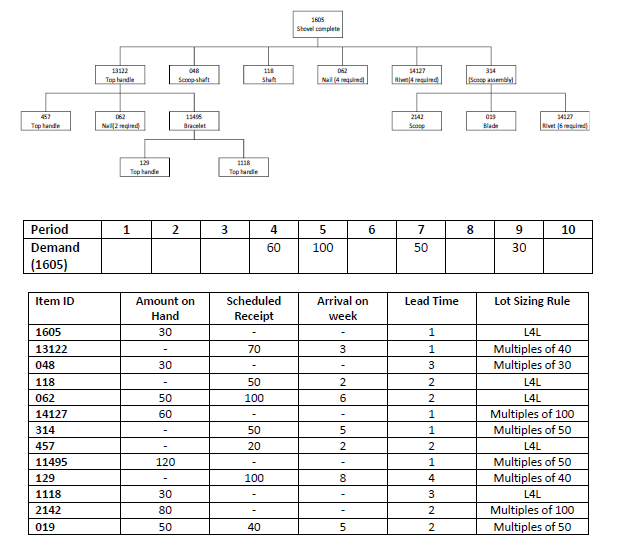 1605
Shovel complete
13122
Top handle
048
Scoop-shaft
118
Shaft
062
Nail (4 required)
14127
Rivet(4 required)
314
(Scoop assembly)
457
Top handle
062
Nail(2 reqired)
11495
Bracelet
2142
Scoop
019
Blade
14127
Rivet (6 required)
129
Top handle
1118
Top handle
Period 1 2 3 4 5 6 7 8 9 10
Demand (1605) 60 100 50 30
Item ID Amount on Hand Scheduled Receipt Arrival on week Lead Time Lot Sizing Rule
1605 30 - - 1 L4L
13122 - 70 3 1 Multiples of 40
048 30 - - 3 Multiples of 30
118 - 50 2 2 L4L
062 50 100 6 2 L4L
14127 60 - - 1 Multiples of 100
314 - 50 5 1 Multiples of 50
457 - 20 2 2 L4L
11495 120 - - 1 Multiples of 50
129 - 100 8 4 Multiples of 40
1118 30 - - 3 L4L
2142 80 - - 2 Multiples of 100
019 50 40 5 2 Multiples of 50